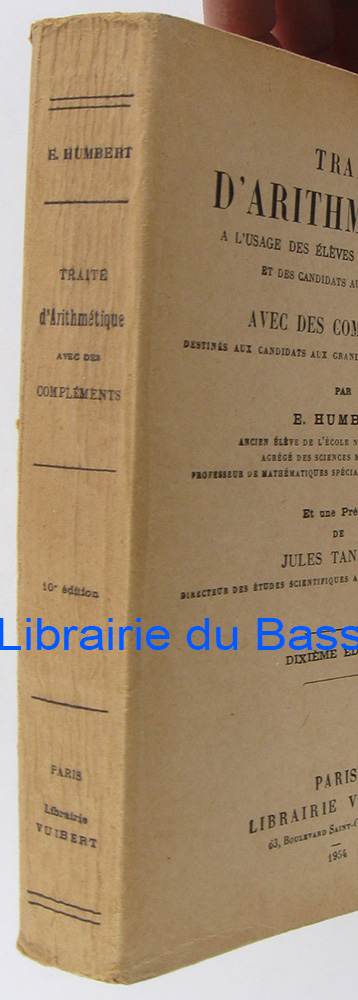 E. HUMBERT
TRAITÉ
d'Arithmétique
AVEC DES
COMPLÉMENTS
10e édition
PARIS
Librairie
VUIBERT
TRA
D'ARITHM
A L'USAGE DES ÉLÈVES
ET DES CANDIDATS AU
AVEC DES COM
DESTINÉS AUX CANDIDATS AUX GRAND
PAR
E. HUMB
ANCIEN ÉLÈVE DE L'ÉCOLE N
AGRÉGÉ DES SCIENCES M
PROFESSEUR DE MATHÉMATIQUES SPÉCIA
Et une Pré
DE
JULES TAN
DIRECTEUR DES ÉTUDES SCIENTIFIQUES A
Librairie du Bass
DIXIÈME ÉD
PARIS
LIBRAIRIE V
63, BOULEVARD SAINT-G
1954